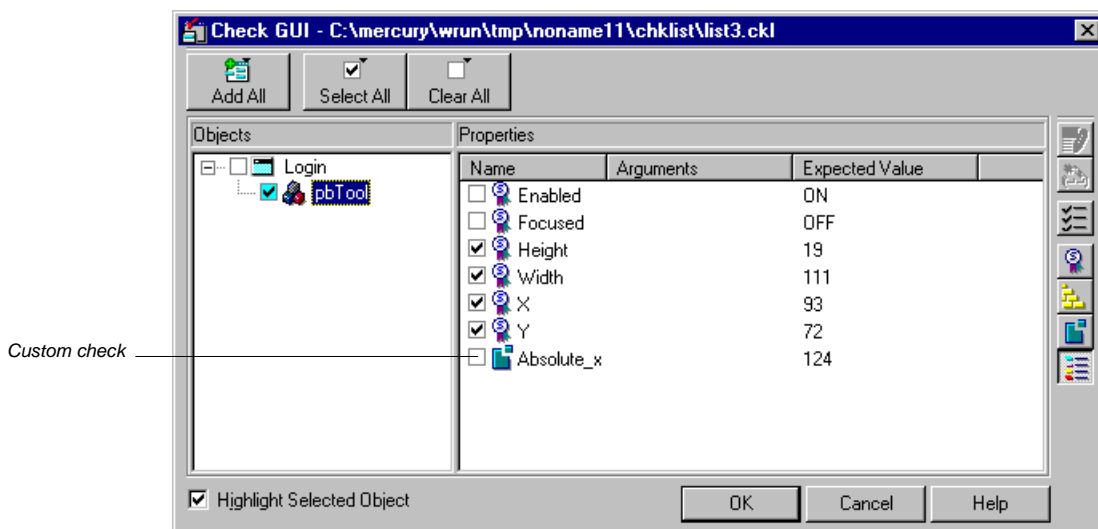 Check GUI - C:\mercury\wrun\tmp\noname11\chklist\list3.ckl
Add All Select All Clear All
Objects Properties
Login
pbTool
Name Arguments Expected Value
Enabled ON
Focused OFF
Height 19
Width 111
X 93
Y 72
Custom check
Absolute_x 124
Highlight Selected Object OK Cancel Help